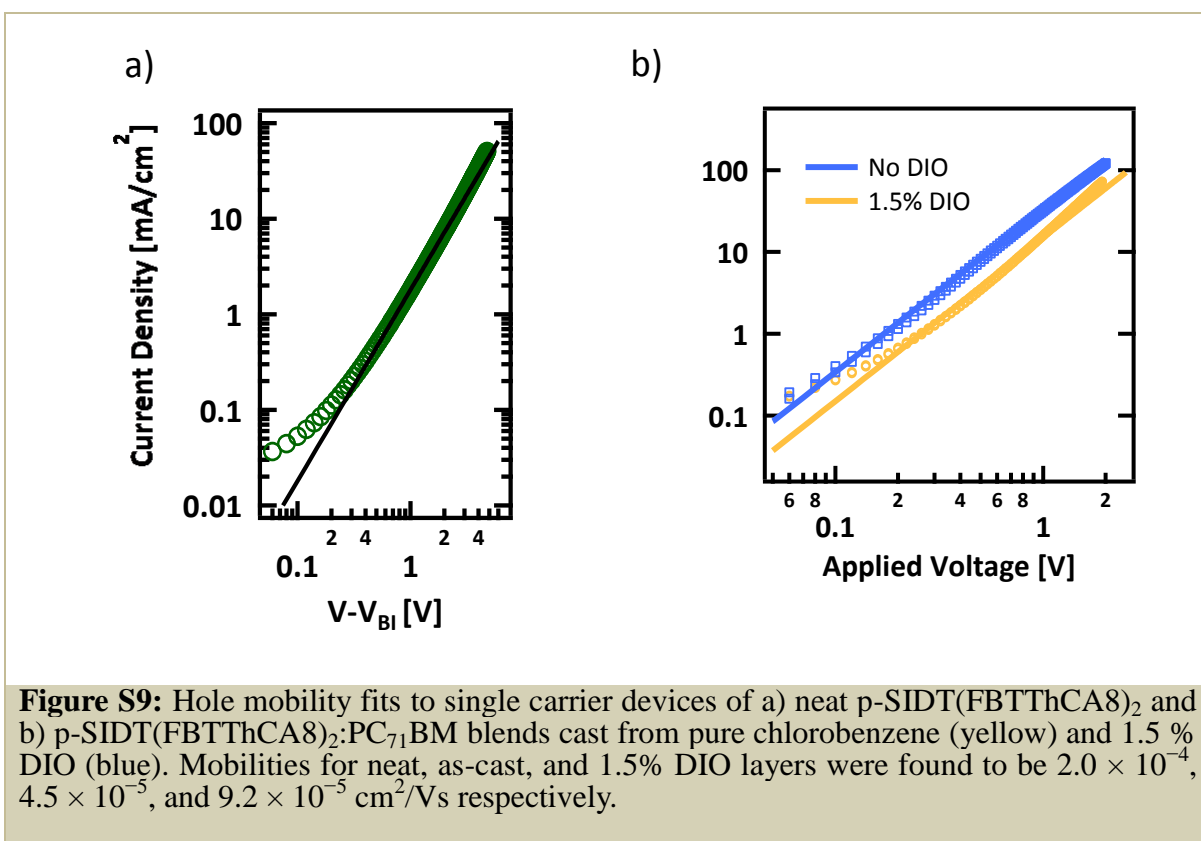 a)
b)
Current Density [mA/cm²]
100
10
1
0.1
0.01
2
4
2
4
0.1
1
V-V_BI [V]
No DIO
1.5% DIO
100
10
1
0.1
6
8
2
4
6
8
2
0.1
1
Applied Voltage [V]
Figure S9: Hole mobility fits to single carrier devices of a) neat p-SIDT(FBTThCA8)₂ and
b) p-SIDT(FBTThCA8)₂:PC₇₁BM blends cast from pure chlorobenzene (yellow) and 1.5 %
DIO (blue). Mobilities for neat, as-cast, and 1.5% DIO layers were found to be 2.0 × 10⁻⁴,
4.5 × 10⁻⁵, and 9.2 × 10⁻⁵ cm²/Vs respectively.